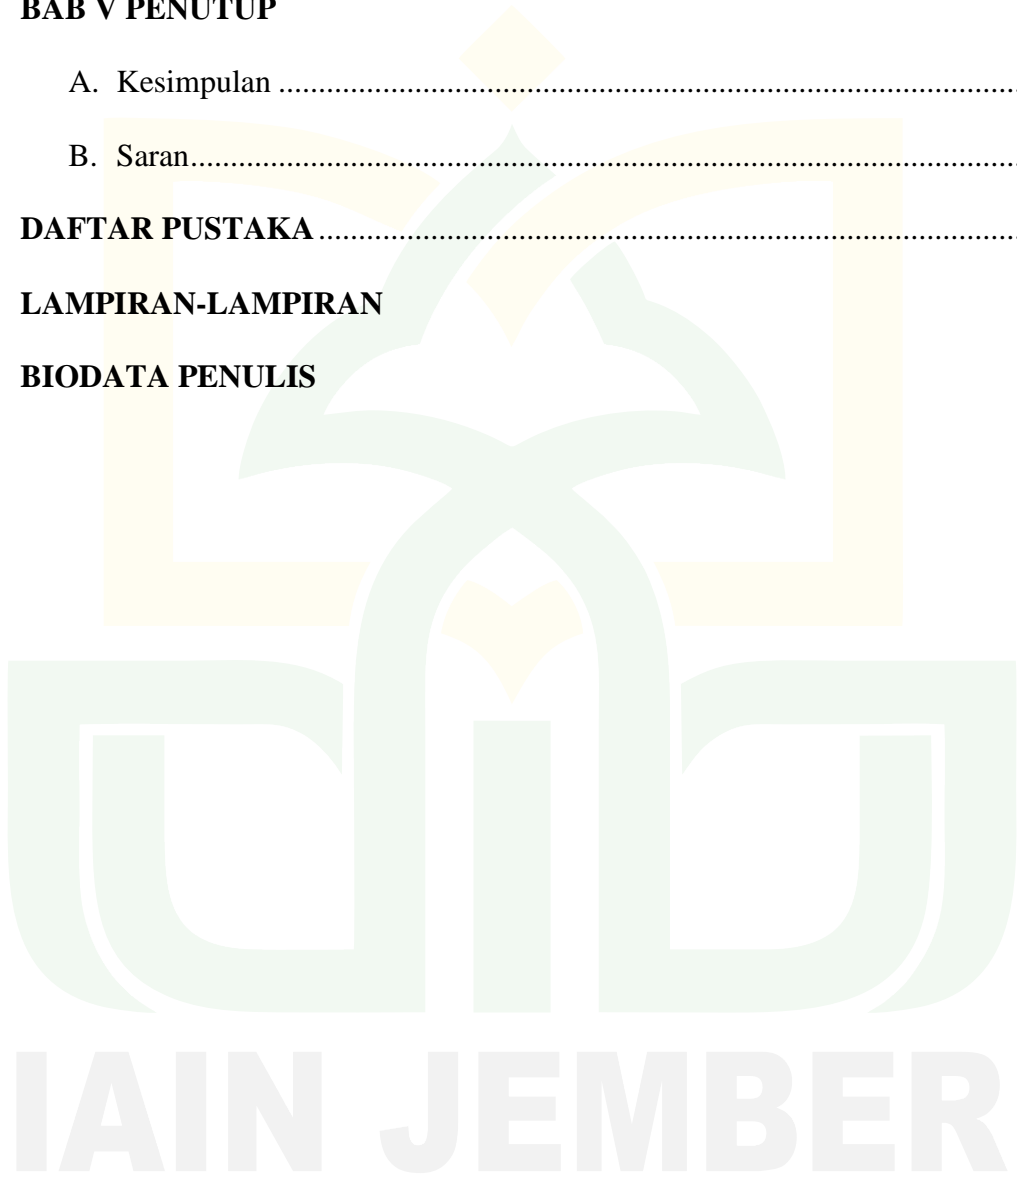 BAB V PENUTUP
A. Kesimpulan ............................................................................................
B. Saran.......................................................................................................
DAFTAR PUSTAKA .......................................................................................
LAMPIRAN-LAMPIRAN
BIODATA PENULIS
IAIN JEMBER